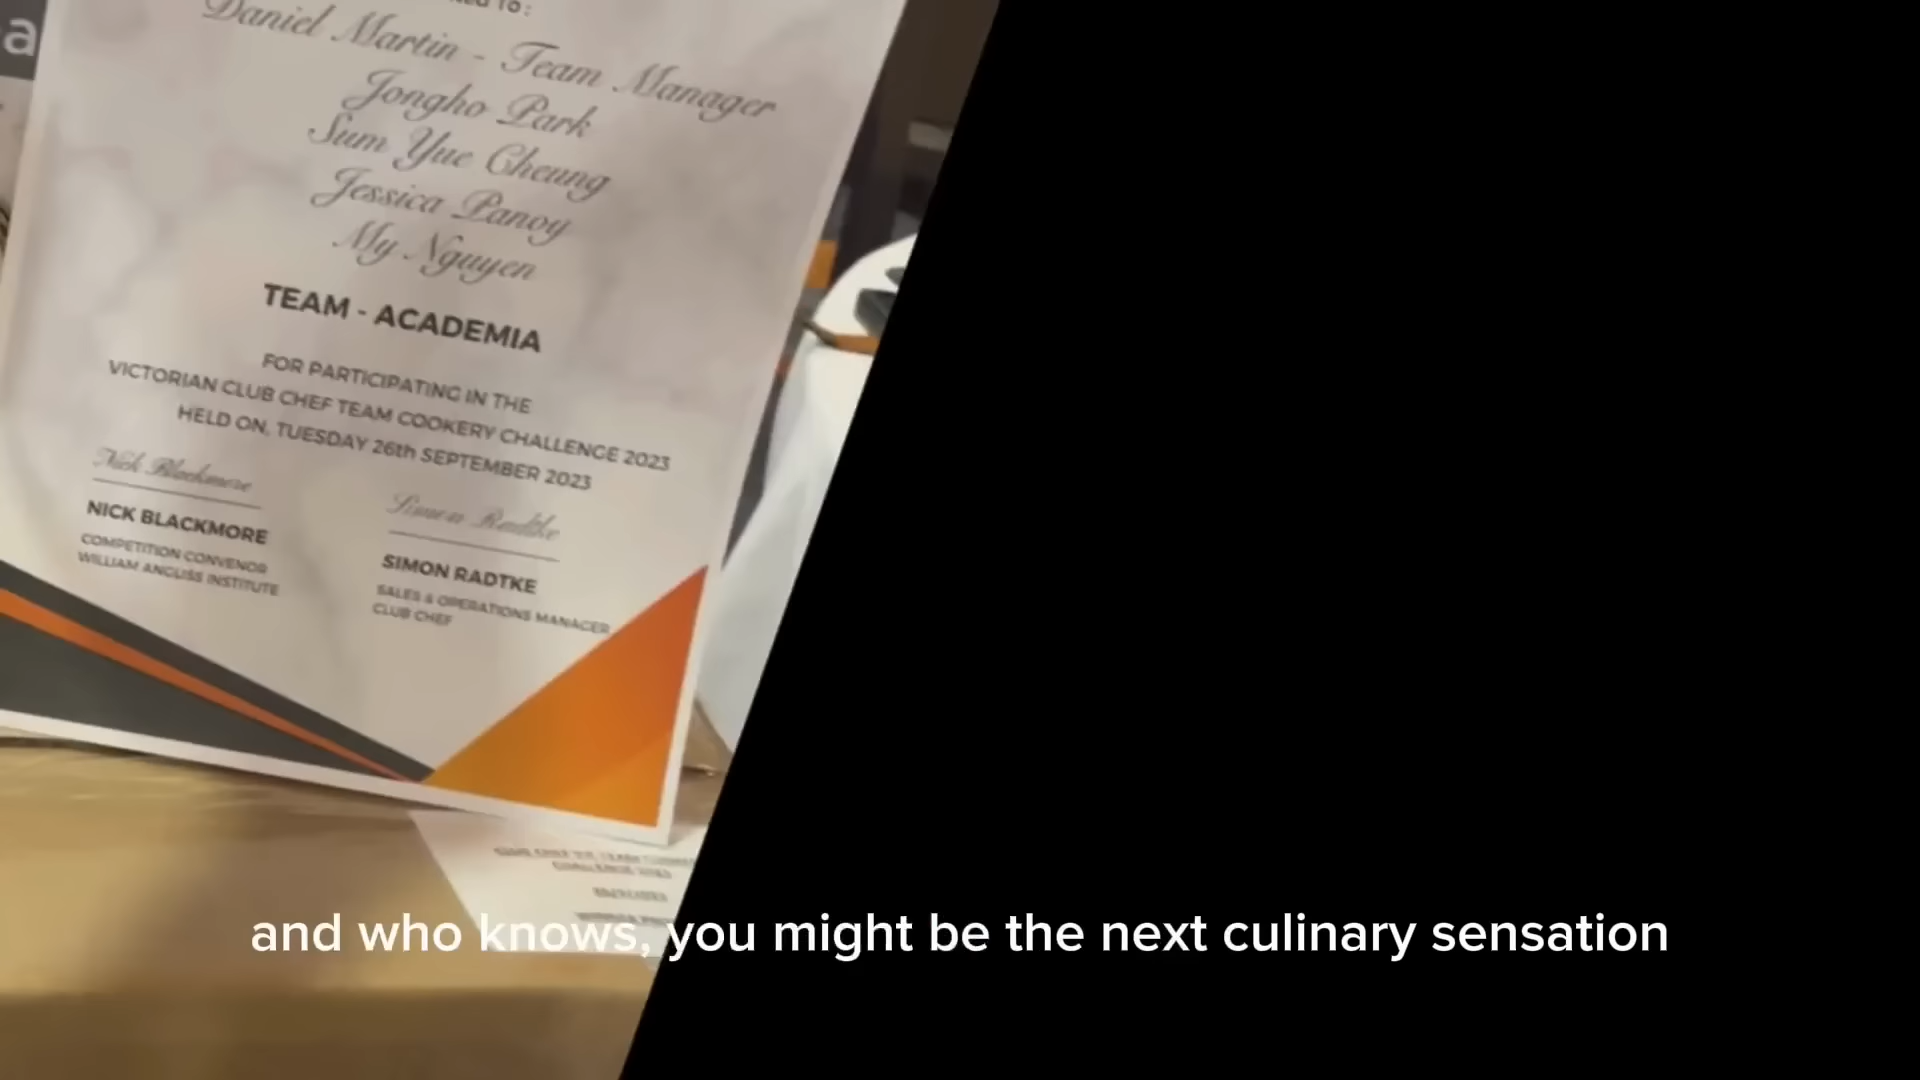 a
TO:
Daniel Martin - Team Manager
Jongho Park
Sum Yue Cheung
Jessica Panoy
My Nguyen
TEAM - ACADEMIA
FOR PARTICIPATING IN THE
VICTORIAN CLUB CHEF TEAM COOKERY CHALLENGE 2023
HELD ON, TUESDAY 26th SEPTEMBER 2023
Nick Blackmore
Simon Radtke
NICK BLACKMORE
SIMON RADTKE
COMPETITION CONVENOR
WILLIAM ANGLISS INSTITUTE
SALES & OPERATIONS MANAGER
CLUB CHEF
and who knows, you might be the next culinary sensation